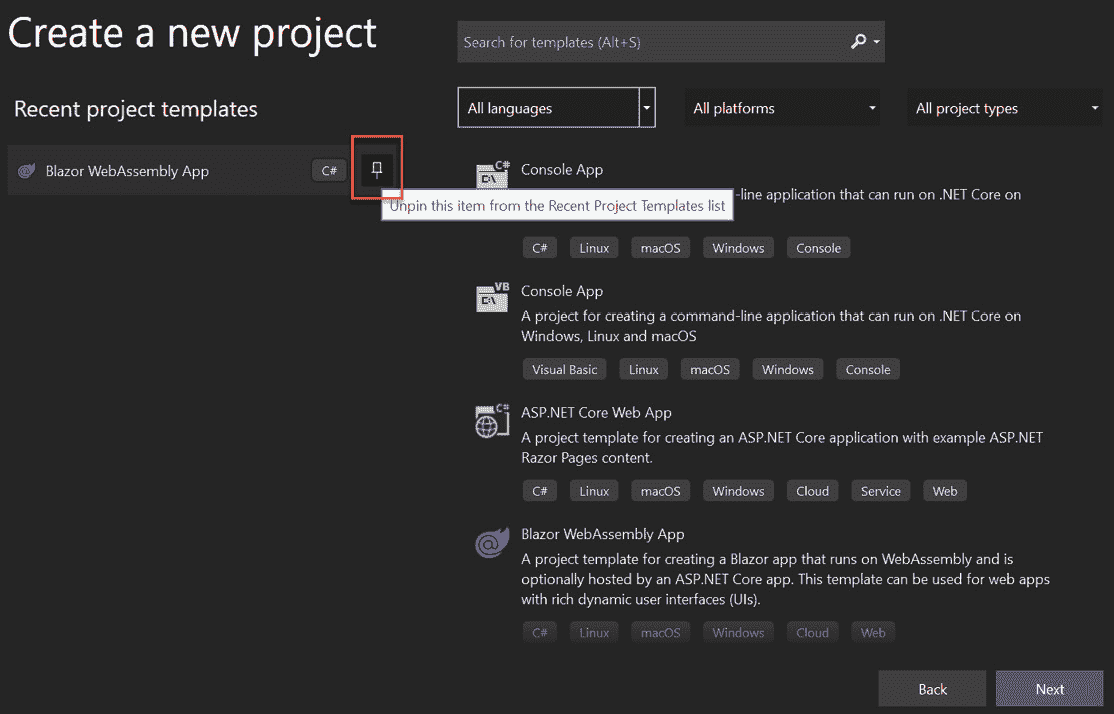 Create a new project
Search for templates (Alt+S)
Recent project templates
All languages
All platforms
All project types
Blazor WebAssembly App
C#
Unpin this item from the Recent Project Templates list
C#
Console App
-line application that can run on .NET Core on
C# Linux macOS Windows Console
VB
Console App
A project for creating a command-line application that can run on .NET Core on
Windows, Linux and macOS
Visual Basic Linux macOS Windows Console
C#
ASP.NET Core Web App
A project template for creating an ASP.NET Core application with example ASP.NET
Razor Pages content.
C# Linux macOS Windows Cloud Service Web
Blazor WebAssembly App
A project template for creating a Blazor app that runs on WebAssembly and is
optionally hosted by an ASP.NET Core app. This template can be used for web apps
with rich dynamic user interfaces (UIs).
C# Linux macOS Windows Cloud Web
Back
Next